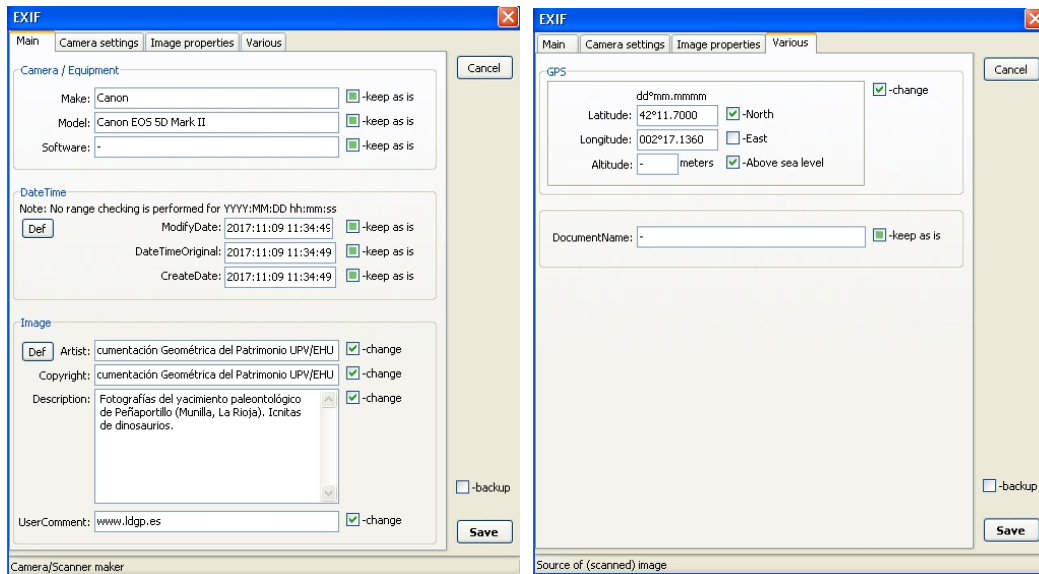 EXIF
Main Camera settings Image properties Various
Camera / Equipment
Cancel
Make: Canon -keep as is
Model: Canon EOS 5D Mark II -keep as is
Software: - -keep as is
DateTime
Note: No range checking is performed for YYYY:MM:DD hh:mm:ss
Def ModifyDate: 2017:11:09 11:34:49 -keep as is
DateTimeOriginal: 2017:11:09 11:34:49 -keep as is
CreateDate: 2017:11:09 11:34:49 -keep as is
Image
Def Artist: cumentación Geométrica del Patrimonio UPV/EHU -change
Copyright: cumentación Geométrica del Patrimonio UPV/EHU -change
Description: Fotografías del yacimiento paleontológico -change
de Peñaportillo (Munilla, La Rioja). Icnitas
de dinosaurios.
-backup
UserComment: www.ldgp.es -change
Save
Camera/Scanner maker
EXIF
Main Camera settings Image properties Various
GPS
Cancel
dd°mm.mmmm -change
Latitude: 42°11.7000 -North
Longitude: 002°17.1360 -East
Altitude: - meters -Above sea level
DocumentName: - -keep as is
-backup
Save
Source of (scanned) image